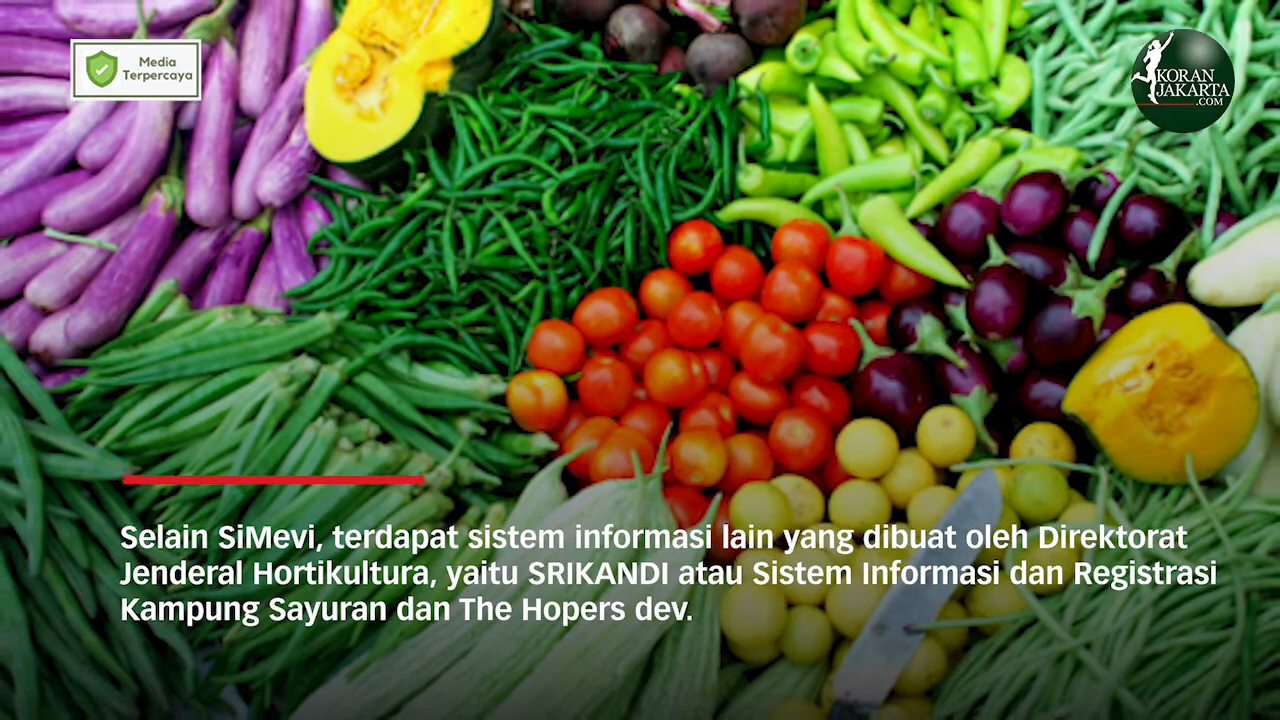 Media
Terpercaya
KORAN
JAKARTA
.COM
Selain SiMevi, terdapat sistem informasi lain yang dibuat oleh Direktorat
Jenderal Hortikultura, yaitu SRIKANDI atau Sistem Informasi dan Registrasi
Kampung Sayuran dan The Hopers dev.